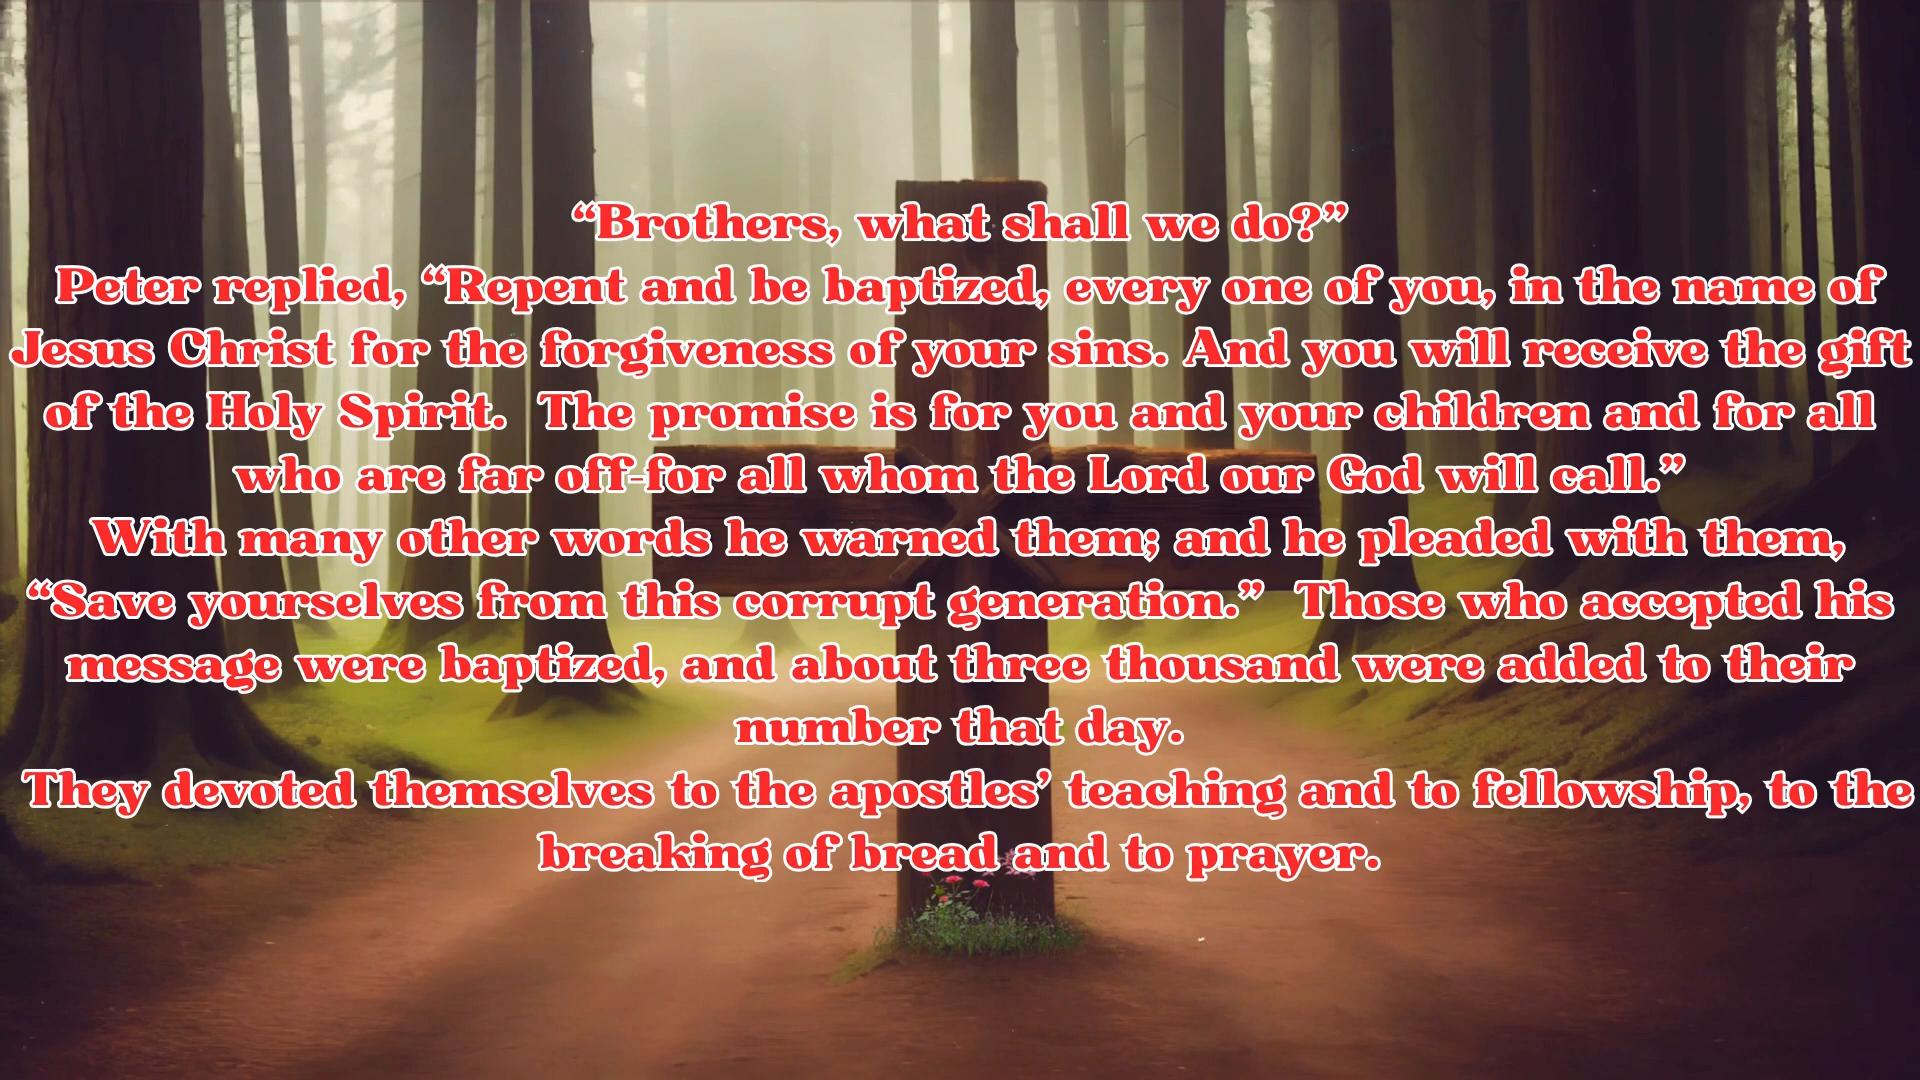 “Brothers, what shall we do?”
Peter replied, “Repent and be baptized, every one of you, in the name of
Jesus Christ for the forgiveness of your sins. And you will receive the gift
of the Holy Spirit.  The promise is for you and your children and for all
who are far off-for all whom the Lord our God will call.”
With many other words he warned them; and he pleaded with them,
“Save yourselves from this corrupt generation.”  Those who accepted his
message were baptized, and about three thousand were added to their
number that day.
They devoted themselves to the apostles’ teaching and to fellowship, to the
breaking of bread and to prayer.